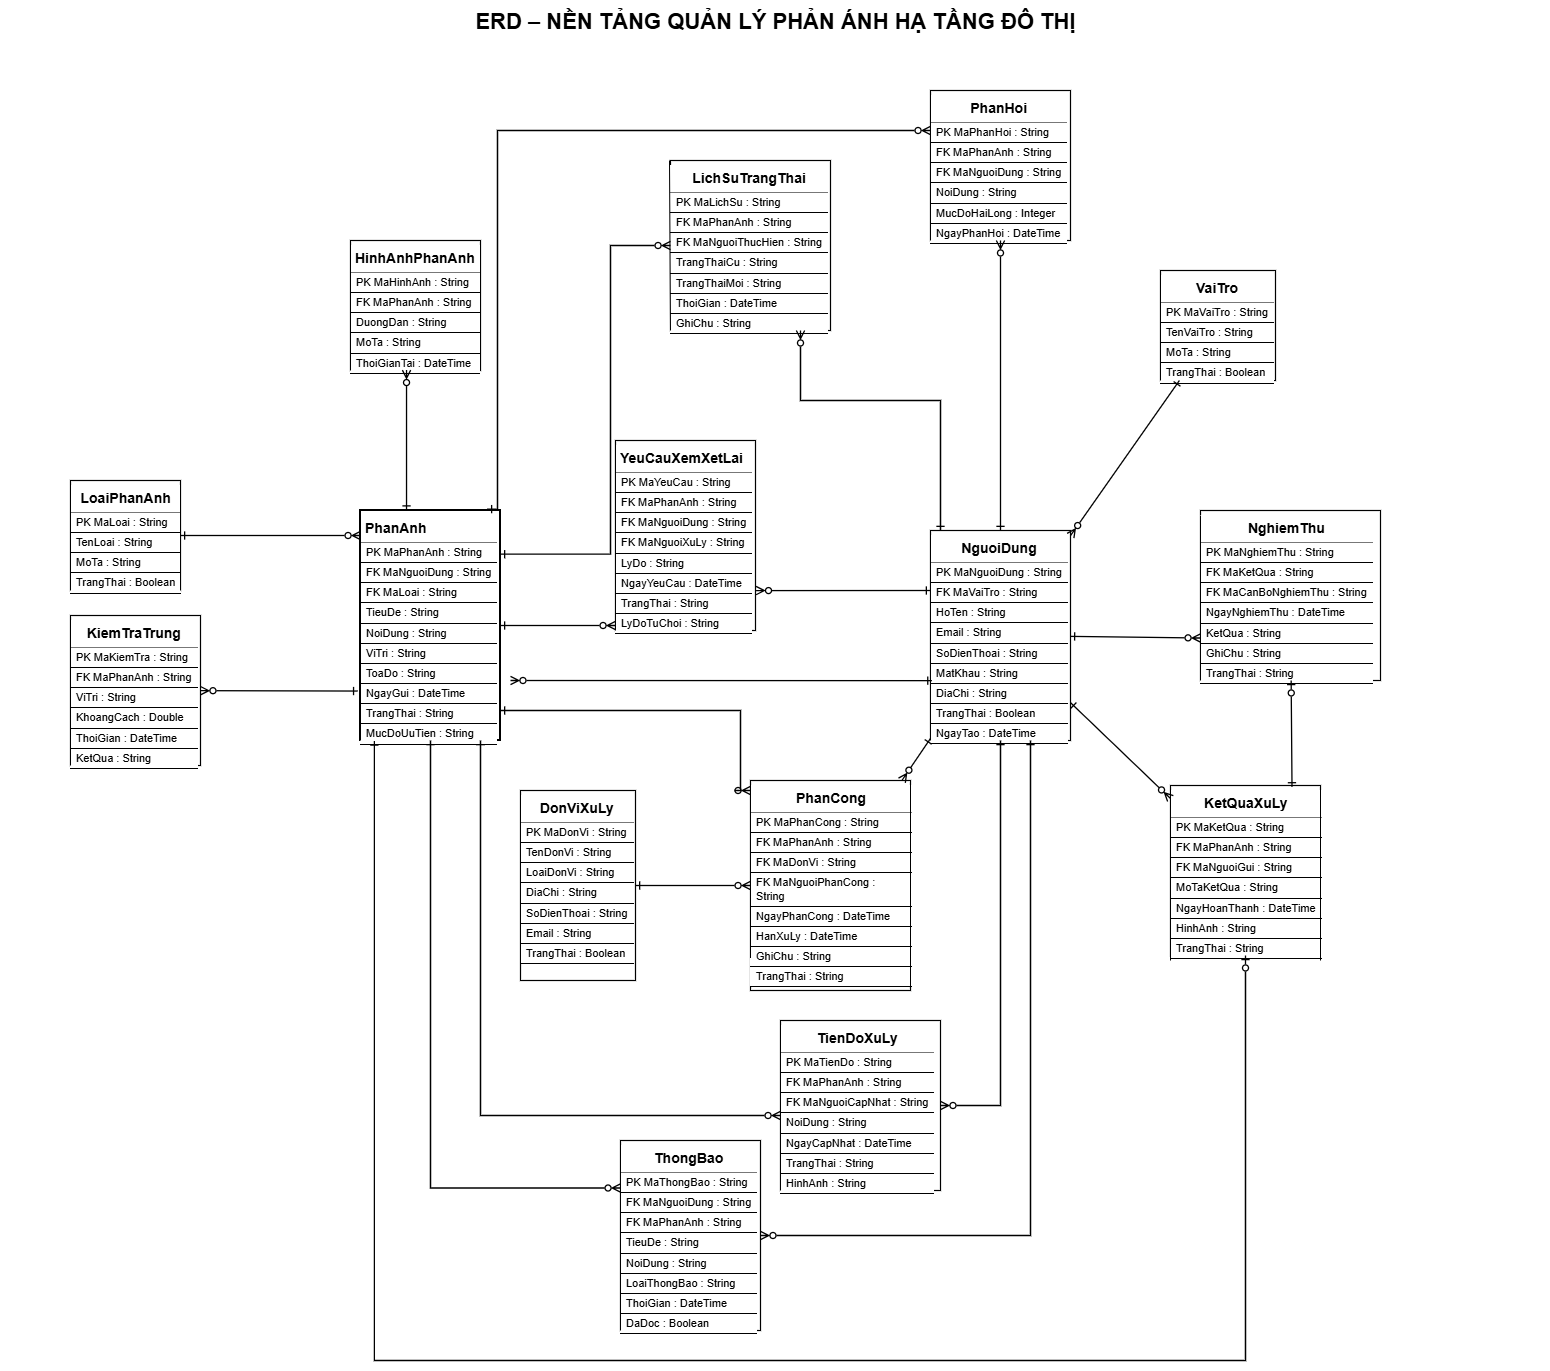 ERD – NỀN TẢNG QUẢN LÝ PHẢN ÁNH HẠ TẦNG ĐÔ THỊ
PhanHoi
PK MaPhanHoi : String
FK MaPhanAnh : String
FK MaNguoiDung : String
NoiDung : String
MucDoHaiLong : Integer
NgayPhanHoi : DateTime
LichSuTrangThai
PK MaLichSu : String
FK MaPhanAnh : String
FK MaNguoiThucHien : String
TrangThaiCu : String
TrangThaiMoi : String
ThoiGian : DateTime
GhiChu : String
HinhAnhPhanAnh
PK MaHinhAnh : String
FK MaPhanAnh : String
DuongDan : String
MoTa : String
ThoiGianTai : DateTime
VaiTro
PK MaVaiTro : String
TenVaiTro : String
MoTa : String
TrangThai : Boolean
YeuCauXemXetLai
PK MaYeuCau : String
FK MaPhanAnh : String
FK MaNguoiDung : String
FK MaNguoiXuLy : String
LyDo : String
NgayYeuCau : DateTime
TrangThai : String
LyDoTuChoi : String
LoaiPhanAnh
PK MaLoai : String
TenLoai : String
MoTa : String
TrangThai : Boolean
PhanAnh
PK MaPhanAnh : String
FK MaNguoiDung : String
FK MaLoai : String
TieuDe : String
NoiDung : String
ViTri : String
ToaDo : String
NgayGui : DateTime
TrangThai : String
MucDoUuTien : String
NguoiDung
PK MaNguoiDung : String
FK MaVaiTro : String
HoTen : String
Email : String
SoDienThoai : String
MatKhau : String
DiaChi : String
TrangThai : Boolean
NgayTao : DateTime
NghiemThu
PK MaNghiemThu : String
FK MaKetQua : String
FK MaCanBoNghiemThu : String
NgayNghiemThu : DateTime
KetQua : String
GhiChu : String
TrangThai : String
KiemTraTrung
PK MaKiemTra : String
FK MaPhanAnh : String
ViTri : String
KhoangCach : Double
ThoiGian : DateTime
KetQua : String
DonViXuLy
PK MaDonVi : String
TenDonVi : String
LoaiDonVi : String
DiaChi : String
SoDienThoai : String
Email : String
TrangThai : Boolean
PhanCong
PK MaPhanCong : String
FK MaPhanAnh : String
FK MaDonVi : String
FK MaNguoiPhanCong :
String
NgayPhanCong : DateTime
HanXuLy : DateTime
GhiChu : String
TrangThai : String
KetQuaXuLy
PK MaKetQua : String
FK MaPhanAnh : String
FK MaNguoiGui : String
MoTaKetQua : String
NgayHoanThanh : DateTime
HinhAnh : String
TrangThai : String
TienDoXuLy
PK MaTienDo : String
FK MaPhanAnh : String
FK MaNguoiCapNhat : String
NoiDung : String
NgayCapNhat : DateTime
TrangThai : String
HinhAnh : String
ThongBao
PK MaThongBao : String
FK MaNguoiDung : String
FK MaPhanAnh : String
TieuDe : String
NoiDung : String
LoaiThongBao : String
ThoiGian : DateTime
DaDoc : Boolean